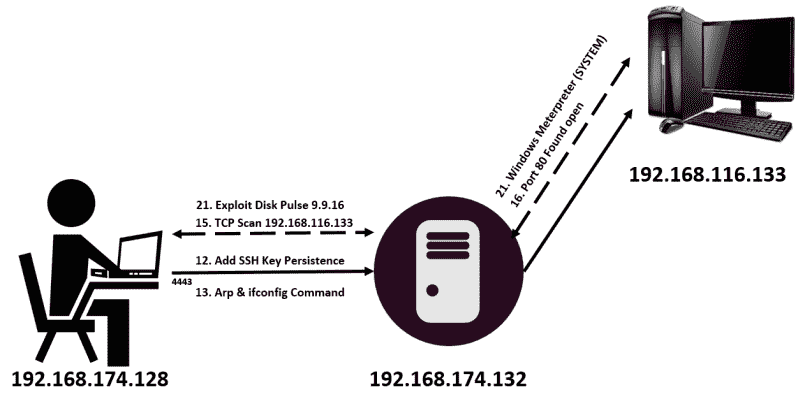 21. Windows Meterpreter (SYSTEM)
16. Port 80 Found open
192.168.116.133
21. Exploit Disk Pulse 9.9.16
15. TCP Scan 192.168.116.133
12. Add SSH Key Persistence
4443
13. Arp & ifconfig Command
192.168.174.128
192.168.174.132